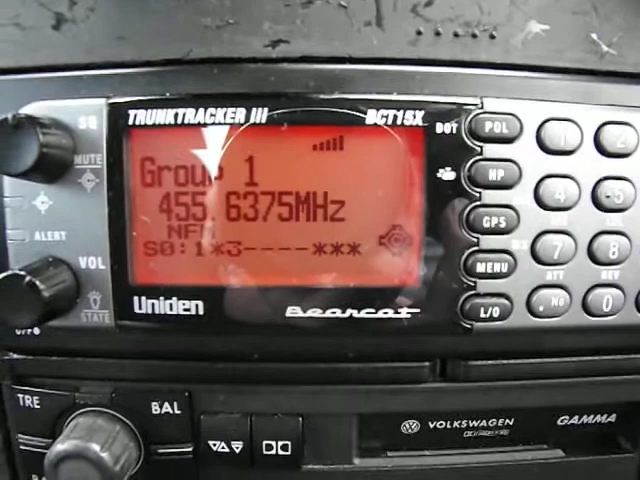 TRUNKTRACKER III BCT15X
SQ
MUTE
ALERT
VOL
STATE
Group 1
455.6375MHz
NFM
S0:1*3----***
Uniden Bearcat
DOT POL 1 2
HP 4 5
GPS 7 8
MENU ATT REV
L/O . No 0
TRE BAL
VOLKSWAGEN GAMMA